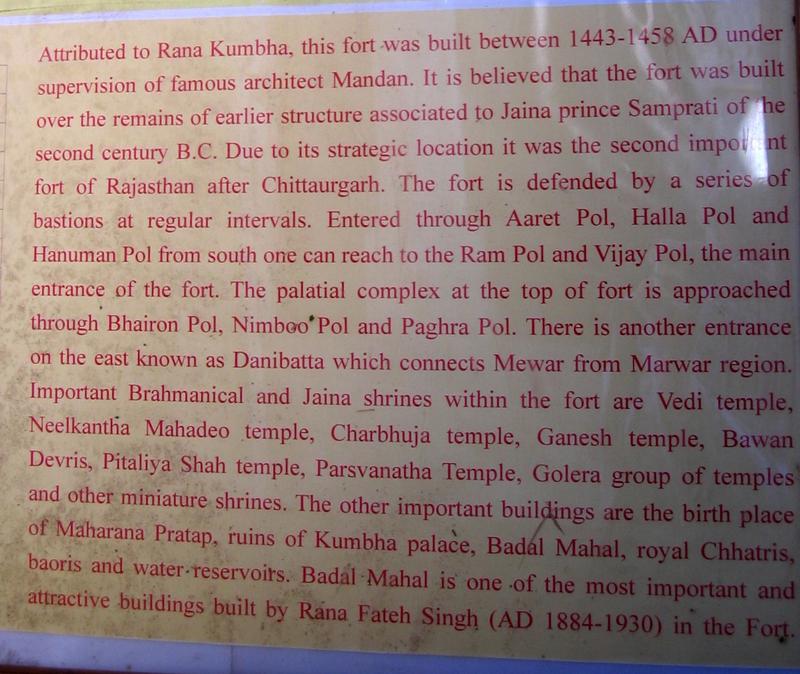 Attributed to Rana Kumbha, this fort was built between 1443-1458 AD under
supervision of famous architect Mandan. It is believed that the fort was built
over the remains of earlier structure associated to Jaina prince Samprati of the
second century B.C. Due to its strategic location it was the second important
fort of Rajasthan after Chittaurgarh. The fort is defended by a series of
bastions at regular intervals. Entered through Aaret Pol, Halla Pol and
Hanuman Pol from south one can reach to the Ram Pol and Vijay Pol, the main
entrance of the fort. The palatial complex at the top of fort is approached
through Bhairon Pol, Nimboo Pol and Paghra Pol. There is another entrance
on the east known as Danibatta which connects Mewar from Marwar region.
Important Brahmanical and Jaina shrines within the fort are Vedi temple,
Neelkantha Mahadeo temple, Charbhuja temple, Ganesh temple, Bawan
Devris, Pitaliya Shah temple, Parsvanatha Temple, Golera group of temples
and other miniature shrines. The other important buildings are the birth place
of Maharana Pratap, ruins of Kumbha palace, Badal Mahal, royal Chhatris,
baoris and water reservoirs. Badal Mahal is one of the most important and
attractive buildings built by Rana Fateh Singh (AD 1884-1930) in the Fort.